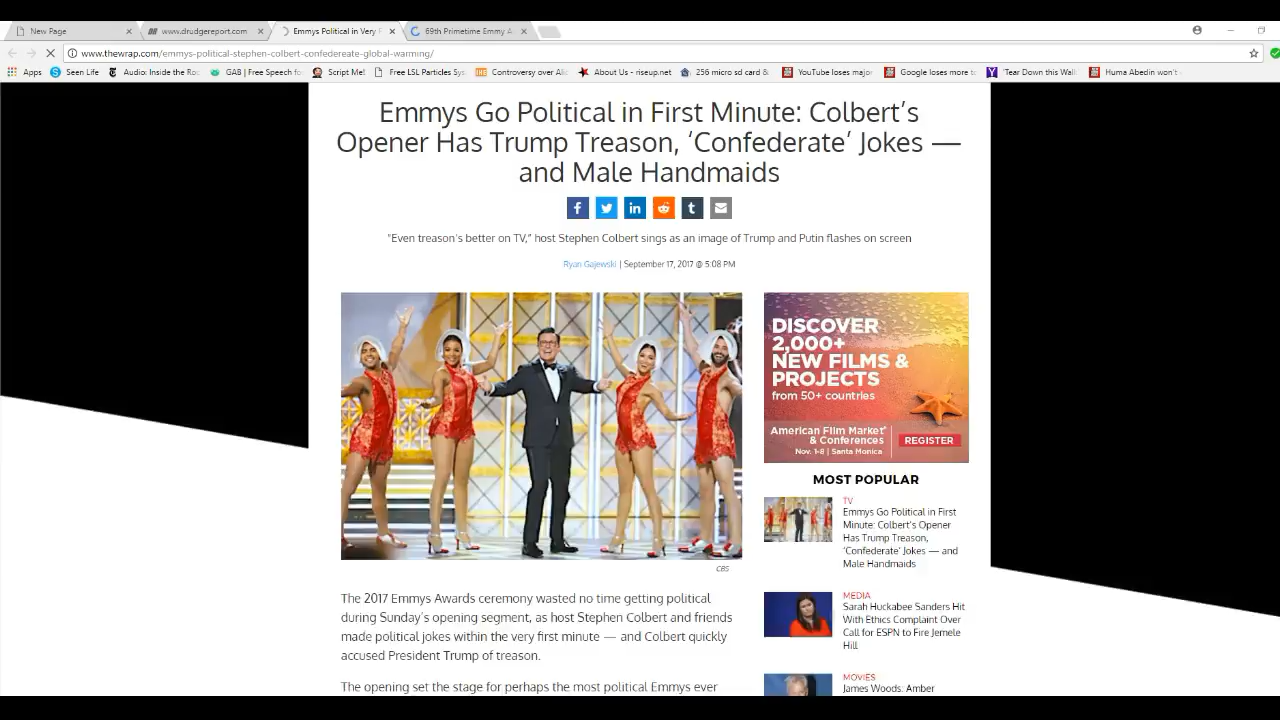 New Page
www.drudgereport.com
Emmys Political in Very F
69th Primetime Emmy A
www.thewrap.com/emmys-political-stephen-colbert-confedereate-global-warming/
Apps
Seen Life
Audio: Inside the Ro
GAB | Free Speech fo
Script Me!
Free LSL Particles Sys
Controversy over Ali
About Us - riseup.net
256 micro sd card &
YouTube loses major
Google loses more t
'Tear Down this Wall
Huma Abedin won't
Emmys Go Political in First Minute: Colbert's
Opener Has Trump Treason, 'Confederate' Jokes —
and Male Handmaids
"Even treason's better on TV," host Stephen Colbert sings as an image of Trump and Putin flashes on screen
Ryan Gajewski | September 17, 2017 @ 5:08 PM
CBS
The 2017 Emmys Awards ceremony wasted no time getting political
during Sunday's opening segment, as host Stephen Colbert and friends
made political jokes within the very first minute — and Colbert quickly
accused President Trump of treason.
The opening set the stage for perhaps the most political Emmys ever
DISCOVER
2,000+
NEW FILMS &
PROJECTS
from 50+ countries
American Film Market
& Conferences
Nov. 1-8 | Santa Monica
REGISTER
MOST POPULAR
TV
Emmys Go Political in First
Minute: Colbert's Opener
Has Trump Treason,
'Confederate' Jokes — and
Male Handmaids
MEDIA
Sarah Huckabee Sanders Hit
With Ethics Complaint Over
Call for ESPN to Fire Jemele
Hill
MOVIES
James Woods: Amber